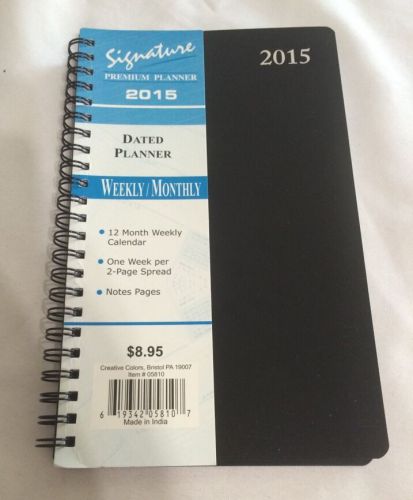 Signature
PREMIUM PLANNER
2015
2015
DATED
PLANNER
WEEKLY/MONTHLY
• 12 Month Weekly
Calendar
• One Week per
2-Page Spread
• Notes Pages
$8.95
Creative Colors, Bristol PA 19007
Item # 05810
6 19342 05810 7
Made in India